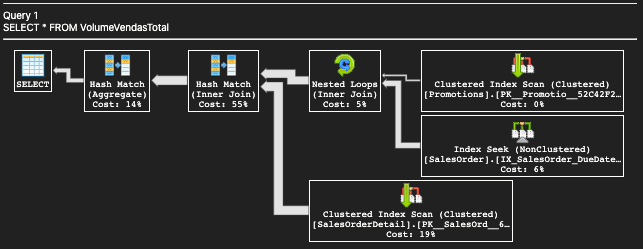 Query 1
SELECT * FROM VolumeVendasTotal
SELECT
Hash Match
(Aggregate)
Cost: 14%
Hash Match
(Inner Join)
Cost: 55%
Nested Loops
(Inner Join)
Cost: 5%
Clustered Index Scan (Clustered)
[Promotions].[PK__Promotio__52C42F2…
Cost: 0%
Index Seek (NonClustered)
[SalesOrder].[IX_SalesOrder_DueDate…
Cost: 6%
Clustered Index Scan (Clustered)
[SalesOrderDetail].[PK__SalesOrd__6…
Cost: 19%